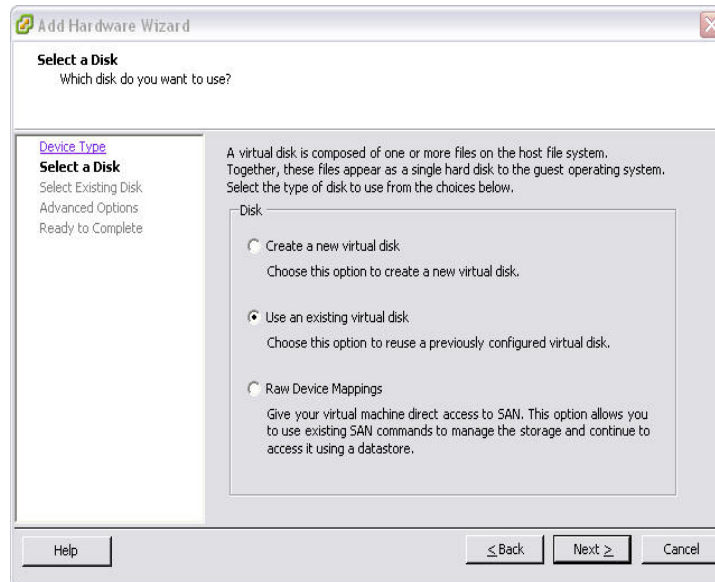 Add Hardware Wizard
Select a Disk
Which disk do you want to use?
Device Type
Select a Disk
Select Existing Disk
Advanced Options
Ready to Complete
A virtual disk is composed of one or more files on the host file system.
Together, these files appear as a single hard disk to the guest operating system.
Select the type of disk to use from the choices below.
Disk
Create a new virtual disk
Choose this option to create a new virtual disk.
Use an existing virtual disk
Choose this option to reuse a previously configured virtual disk.
Raw Device Mappings
Give your virtual machine direct access to SAN. This option allows you
to use existing SAN commands to manage the storage and continue to
access it using a datastore.
Help
< Back
Next >
Cancel